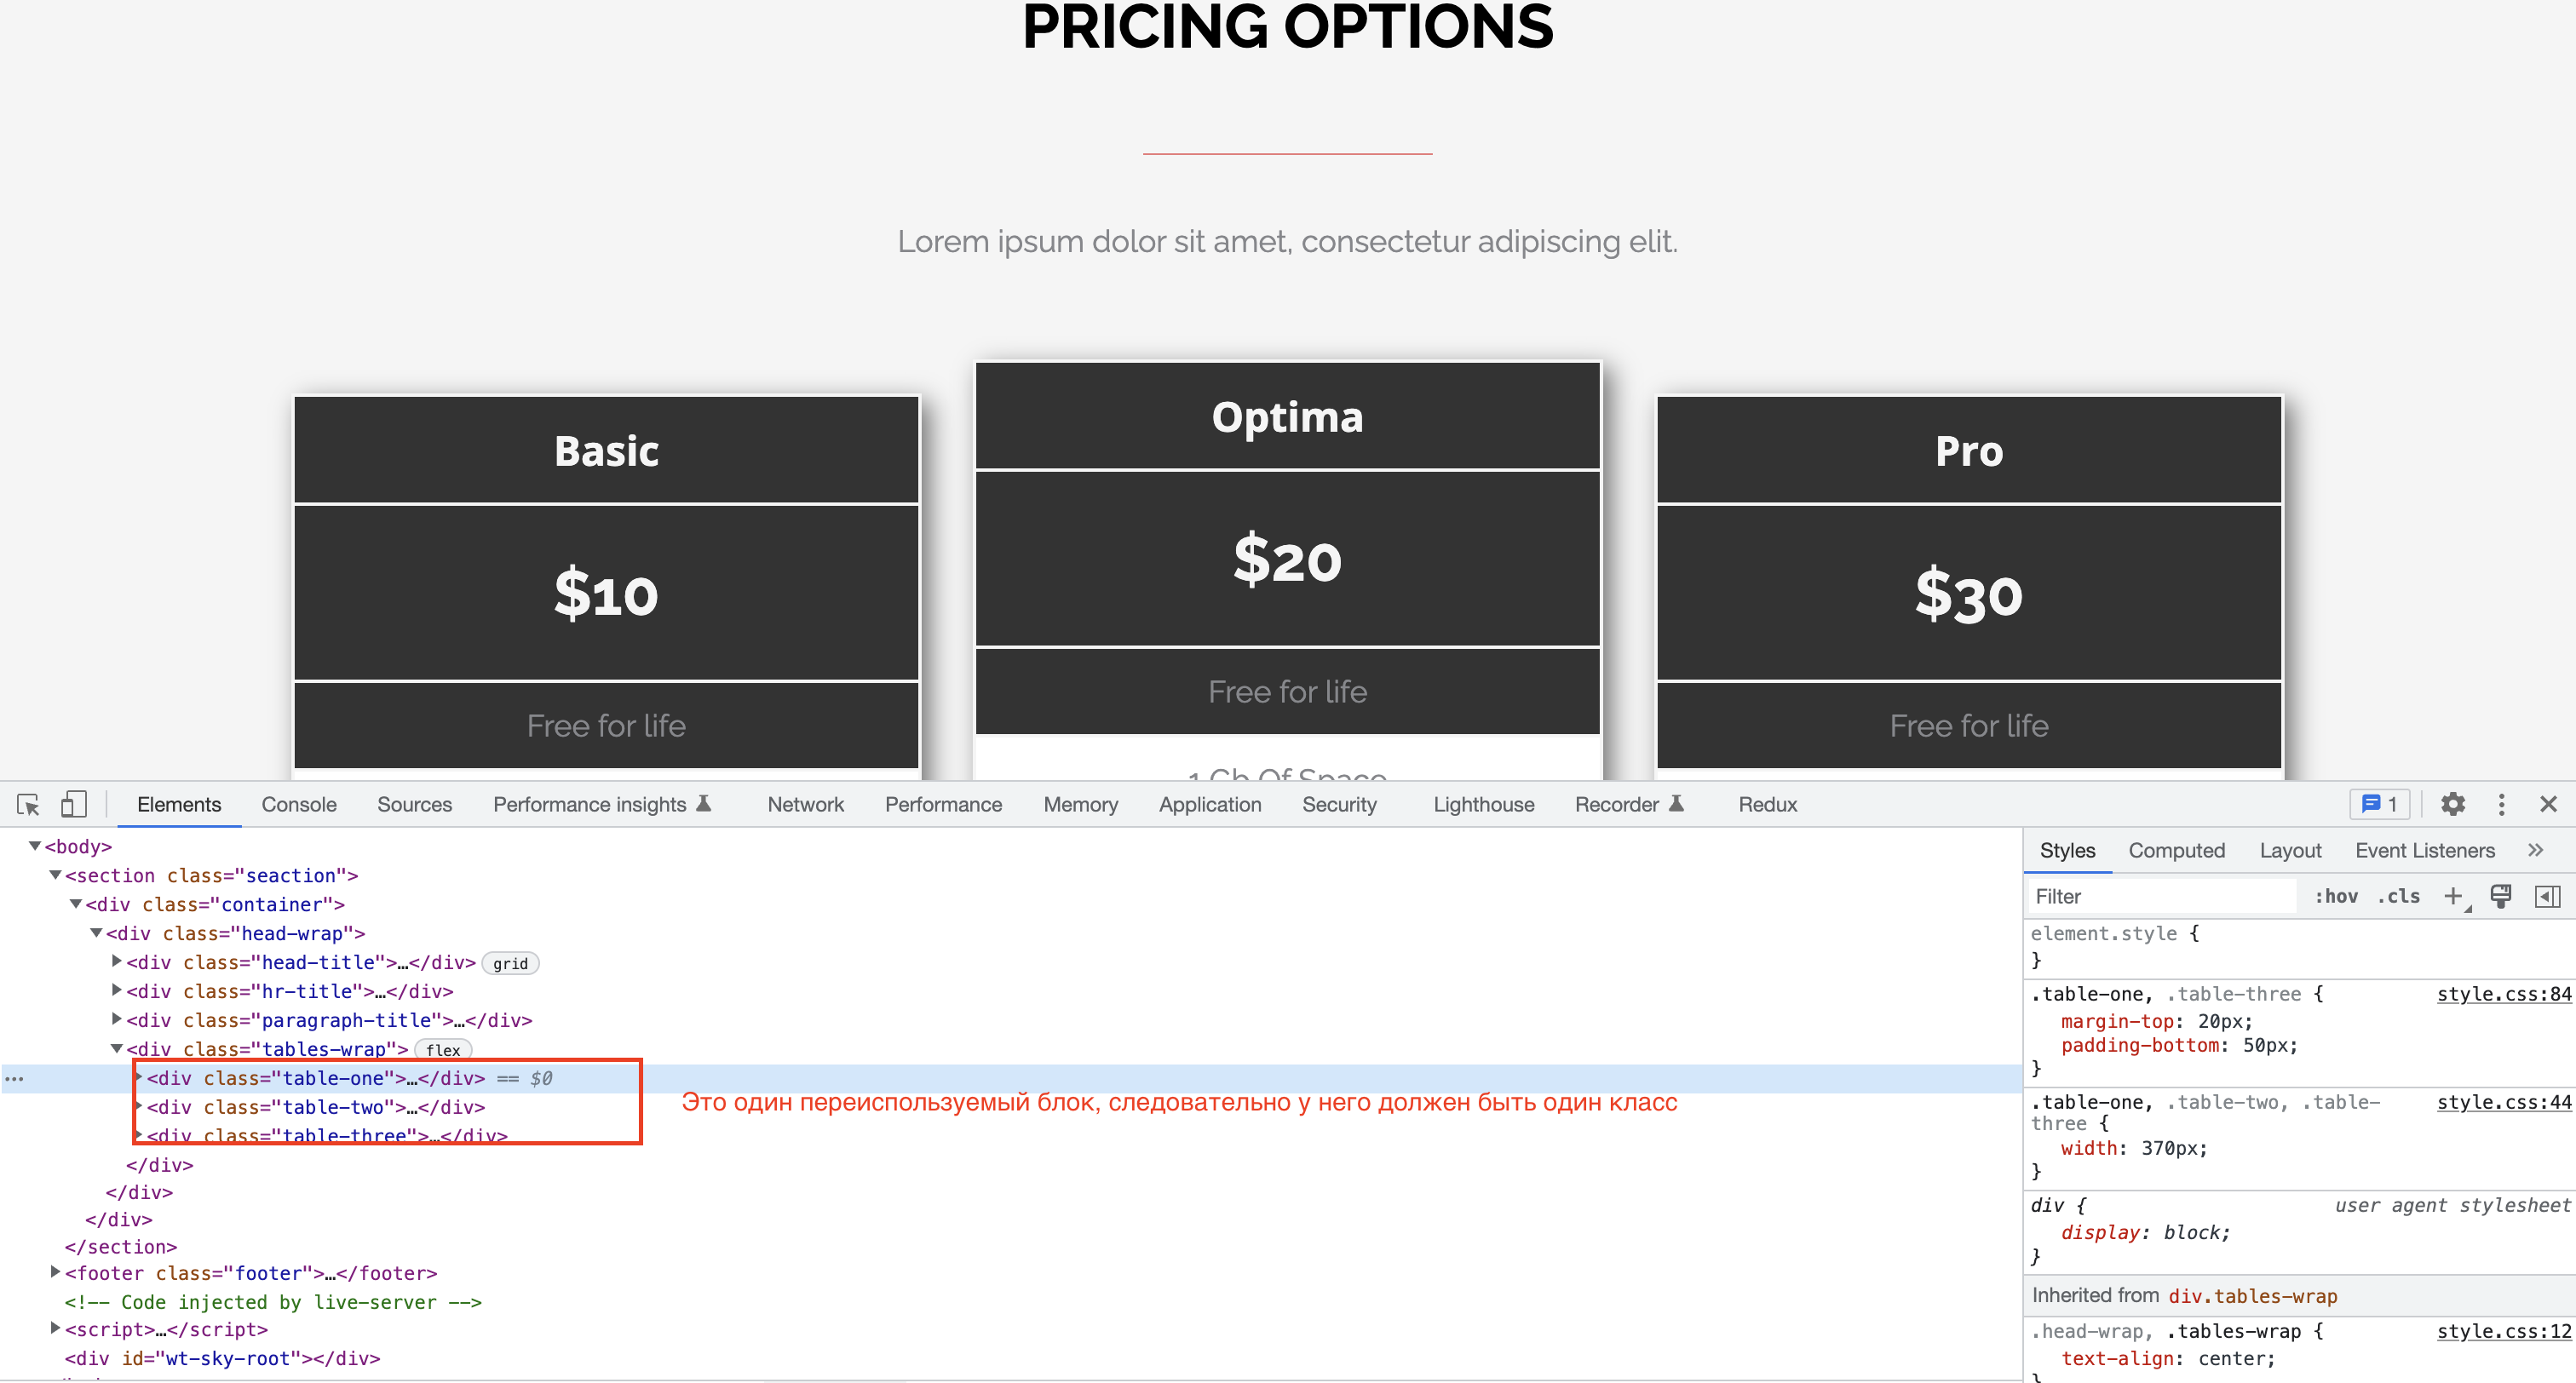 PRICING OPTIONS
Lorem ipsum dolor sit amet, consectetur adipiscing elit.
Basic
$10
Free for life
Optima
$20
Free for life
1 Gb Of Space
Pro
$30
Free for life
Elements Console Sources Performance insights Network Performance Memory Application Security Lighthouse Recorder Redux 1
<body>
<section class="seaction">
<div class="container">
<div class="head-wrap">
<div class="head-title">…</div> grid
<div class="hr-title">…</div>
<div class="paragraph-title">…</div>
<div class="tables-wrap"> flex
<div class="table-one">…</div> == $0
<div class="table-two">…</div>
<div class="table-three">…</div>
Это один переиспользуемый блок, следовательно у него должен быть один класс
</div>
</div>
</div>
</section>
<footer class="footer">…</footer>
<!-- Code injected by live-server -->
<script>…</script>
<div id="wt-sky-root"></div>
Styles Computed Layout Event Listeners »
Filter :hov .cls +
element.style {
}
.table-one, .table-three { style.css:84
margin-top: 20px;
padding-bottom: 50px;
}
.table-one, .table-two, .table- style.css:44
three {
width: 370px;
}
div { user agent stylesheet
display: block;
}
Inherited from div.tables-wrap
.head-wrap, .tables-wrap { style.css:12
text-align: center;
}